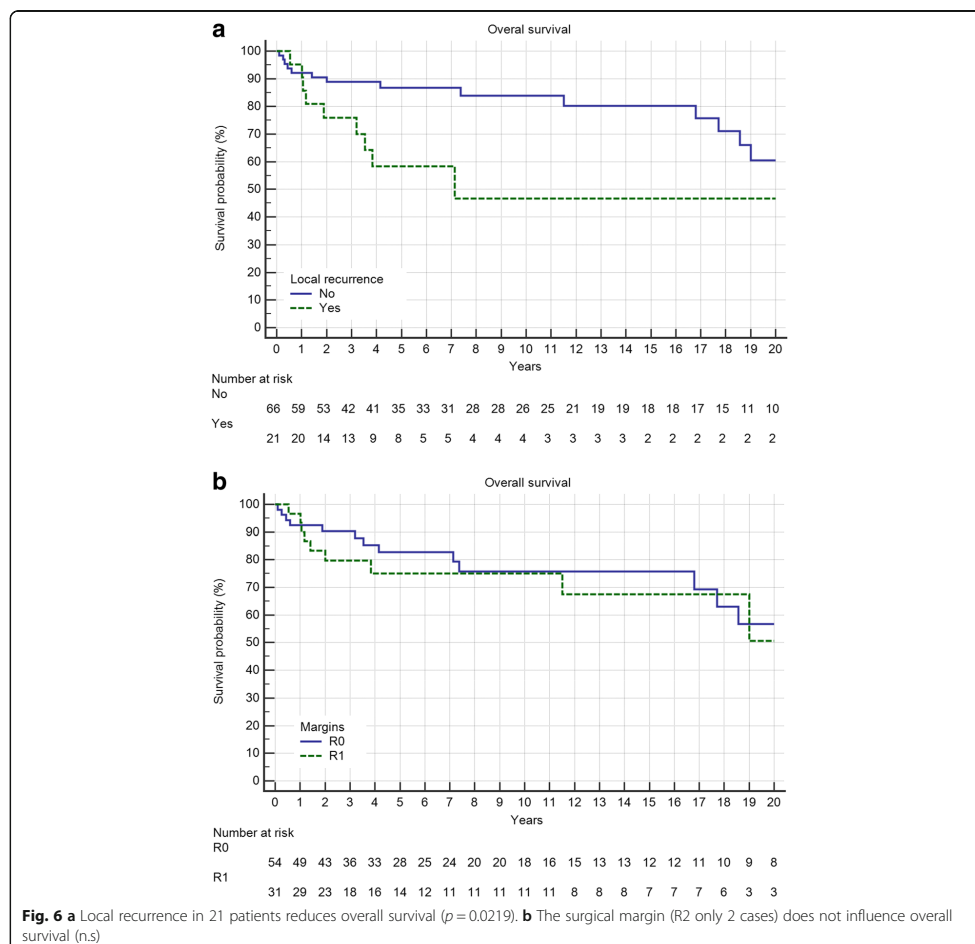 a
Overal survival
100
90
80
70
60
50
40
30
20
10
0
Survival probability (%)
Local recurrence
No
Yes
0 1 2 3 4 5 6 7 8 9 10 11 12 13 14 15 16 17 18 19 20
Years
Number at risk
No
66 59 53 42 41 35 33 31 28 28 26 25 21 19 19 18 18 17 15 11 10
Yes
21 20 14 13 9 8 5 5 4 4 4 3 3 3 3 2 2 2 2 2 2
b
Overall survival
100
90
80
70
60
50
40
30
20
10
0
Survival probability (%)
Margins
R0
R1
0 1 2 3 4 5 6 7 8 9 10 11 12 13 14 15 16 17 18 19 20
Years
Number at risk
R0
54 49 43 36 33 28 25 24 20 20 18 16 15 13 13 12 12 11 10 9 8
R1
31 29 23 18 16 14 12 11 11 11 11 11 8 8 8 7 7 7 6 3 3
Fig. 6 a Local recurrence in 21 patients reduces overall survival (p = 0.0219). b The surgical margin (R2 only 2 cases) does not influence overall
survival (n.s)